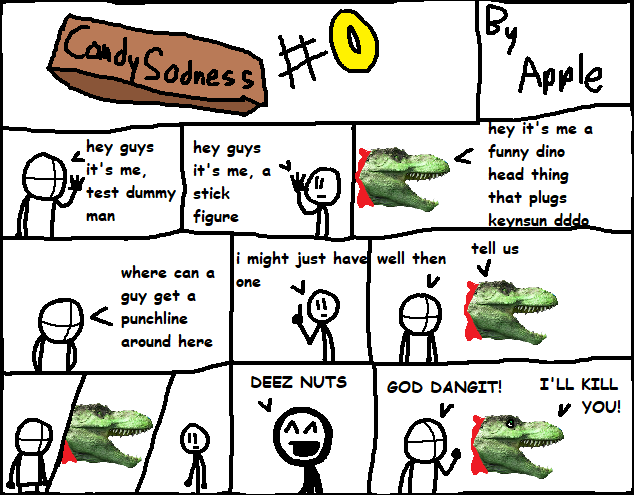 Candy Sadness #0
By
Apple
hey guys
it's me,
test dummy
man
hey guys
it's me, a
stick
figure
hey it's me a
funny dino
head thing
that plugs
keynsun dddo
where can a
guy get a
punchline
around here
i might just have
one
well then
tell us
DEEZ NUTS
GOD DANGIT!
I'LL KILL
YOU!